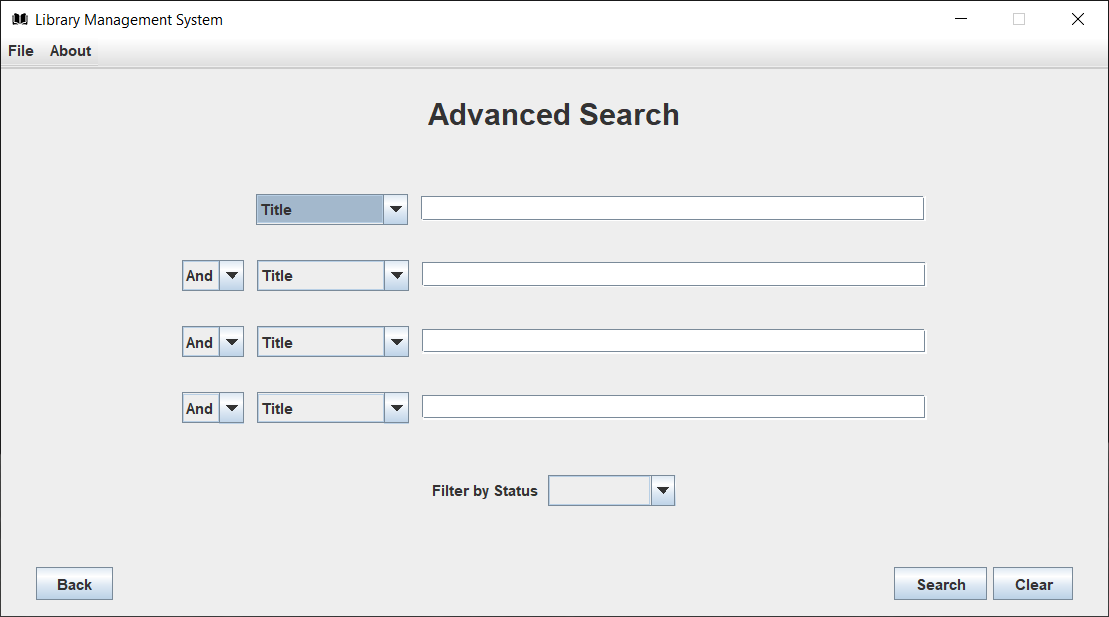 Library Management System
File About
Advanced Search
Title
And Title
And Title
And Title
Filter by Status
Back Search Clear